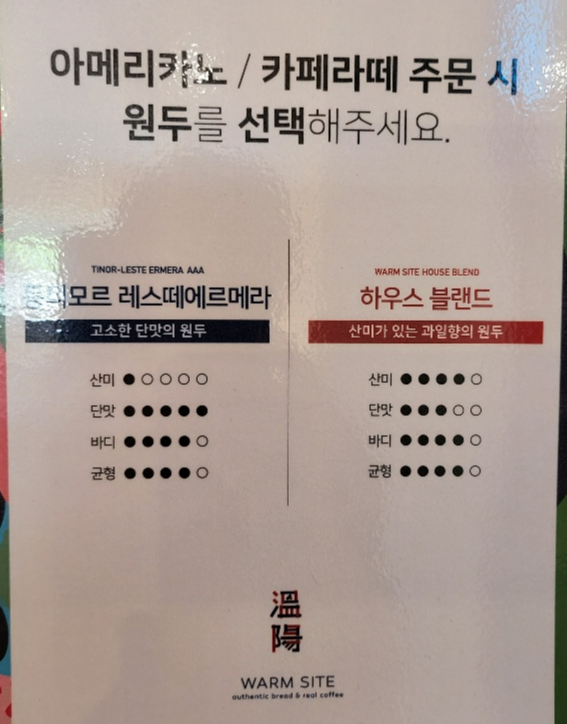 아메리카노 / 카페라떼 주문 시
원두를 선택해주세요.
TINOR-LESTE ERMERA AAA
레스떼에르메라
고소한 단맛의 원두
산미 ●○○○○
단맛 ●●●●●
바디 ●●●●○
균형 ●●●●○
WARM SITE HOUSE BLEND
하우스 블랜드
산미가 있는 과일향의 원두
산미 ●●●●○
단맛 ●●●○○
바디 ●●●●○
균형 ●●●●○
溫
陽
WARM SITE
authentic bread & real coffee